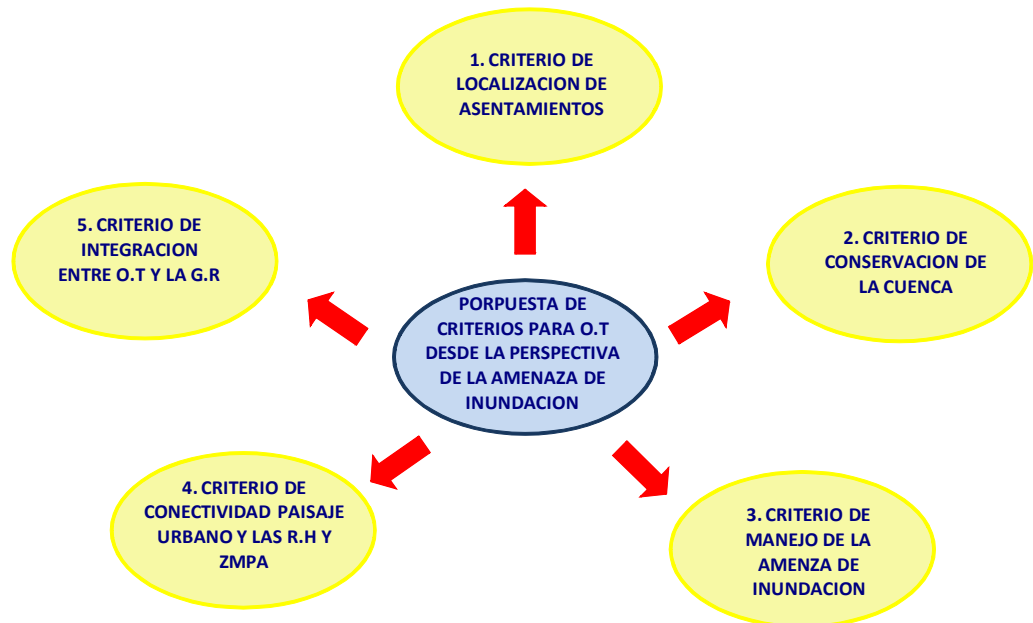 1. CRITERIO DE
LOCALIZACION DE
ASENTAMIENTOS
5. CRITERIO DE
INTEGRACION
ENTRE O.T Y LA G.R
2. CRITERIO DE
CONSERVACION DE
LA CUENCA
PORPUESTA DE
CRITERIOS PARA O.T
DESDE LA PERSPECTIVA
DE LA AMENAZA DE
INUNDACION
4. CRITERIO DE
CONECTIVIDAD PAISAJE
URBANO Y LAS R.H Y
ZMPA
3. CRITERIO DE
MANEJO DE LA
AMENZA DE
INUNDACION